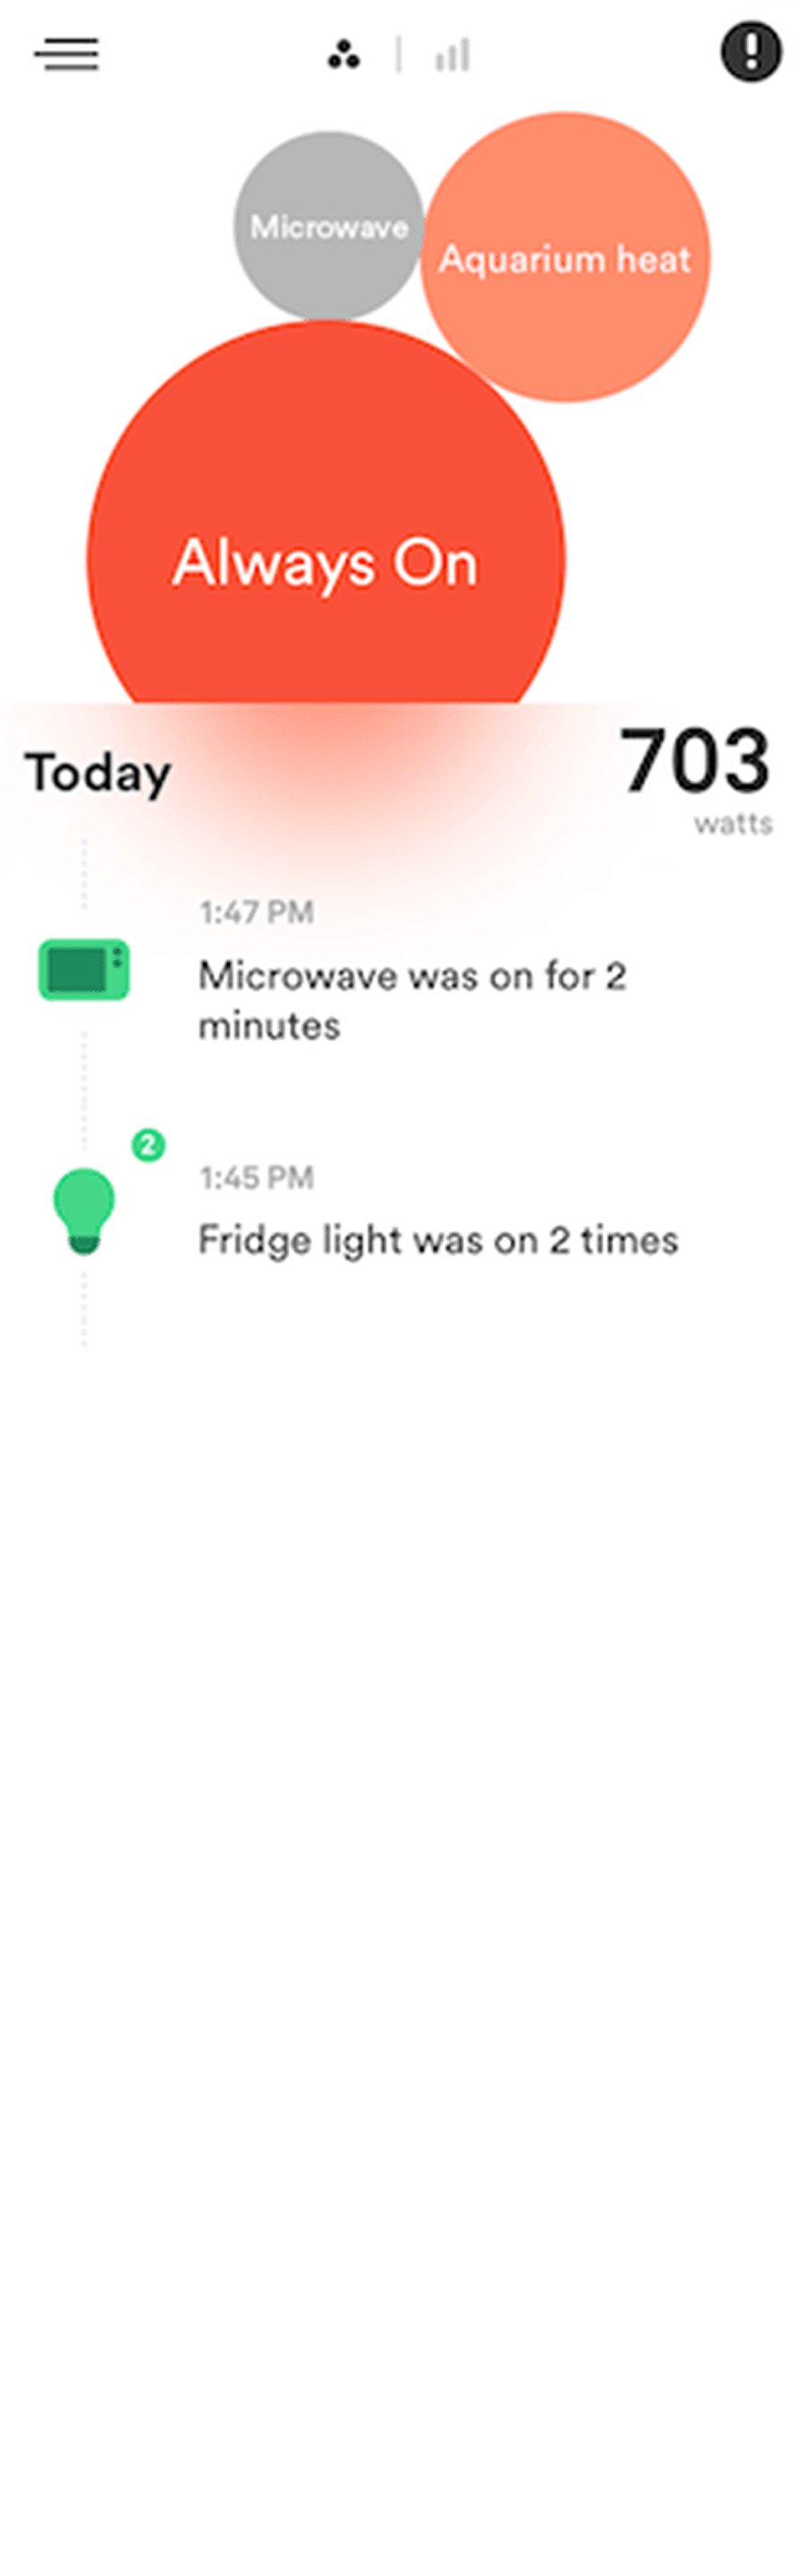 Microwave
Aquarium heat
Always On
Today
703
watts
1:47 PM
Microwave was on for 2
minutes
2
1:45 PM
Fridge light was on 2 times